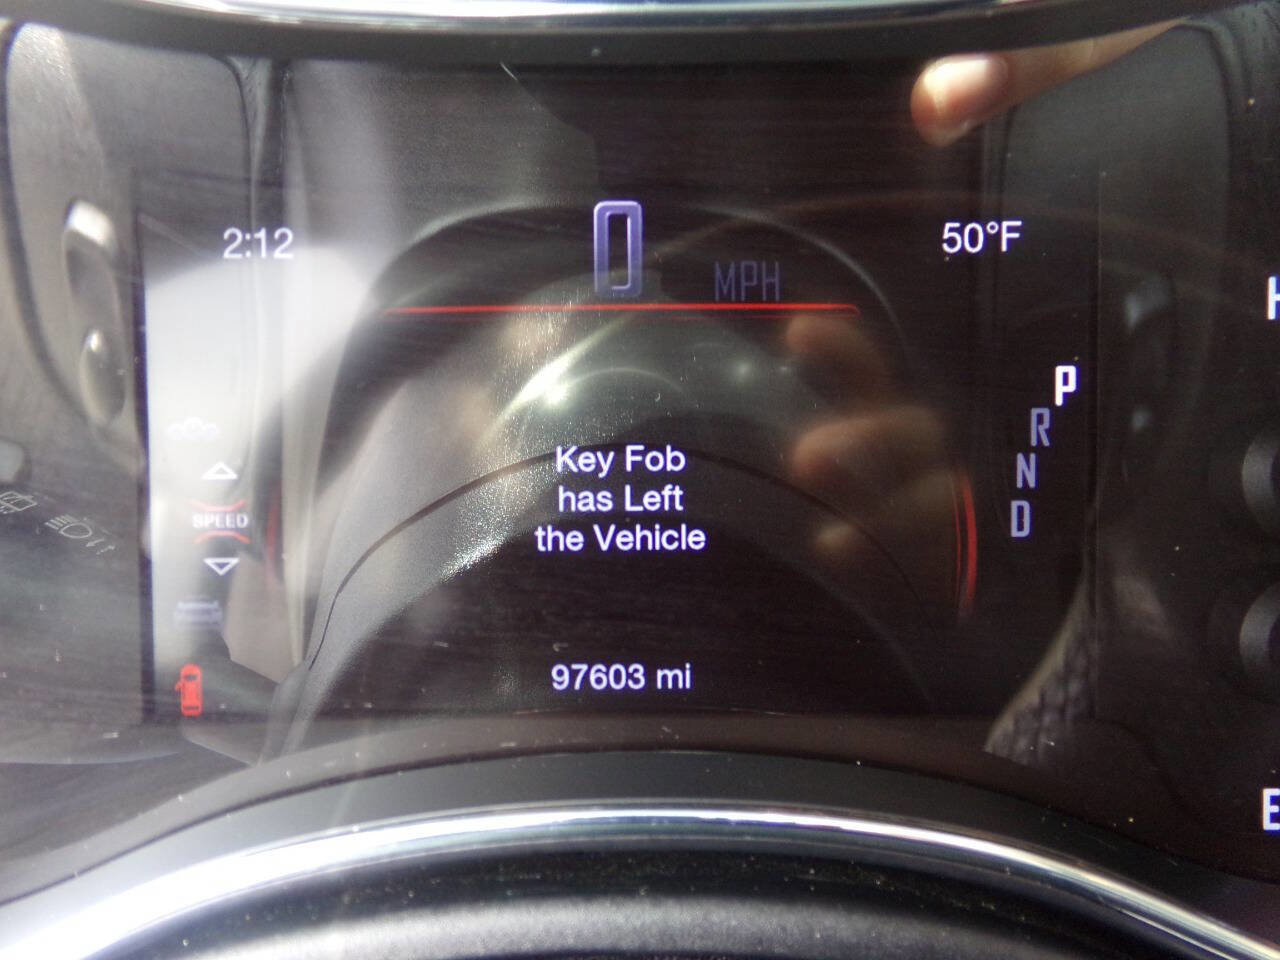 2:12
0 MPH
50°F
P
R
N
D
SPEED
Key Fob
has Left
the Vehicle
97603 mi
H
E